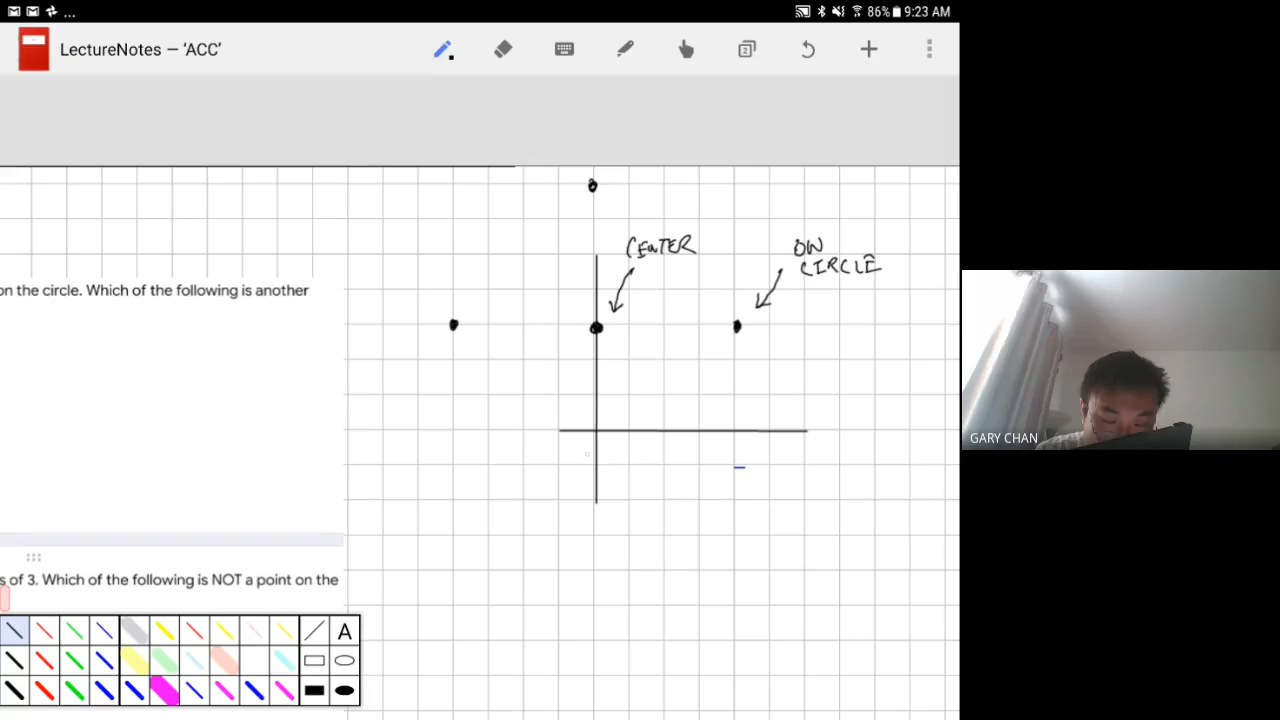 ... 86% 9:23 AM
LectureNotes — ‘ACC’
2
CENTER
ON
CIRCLE
on the circle. Which of the following is another
GARY CHAN
s of 3. Which of the following is NOT a point on the
A